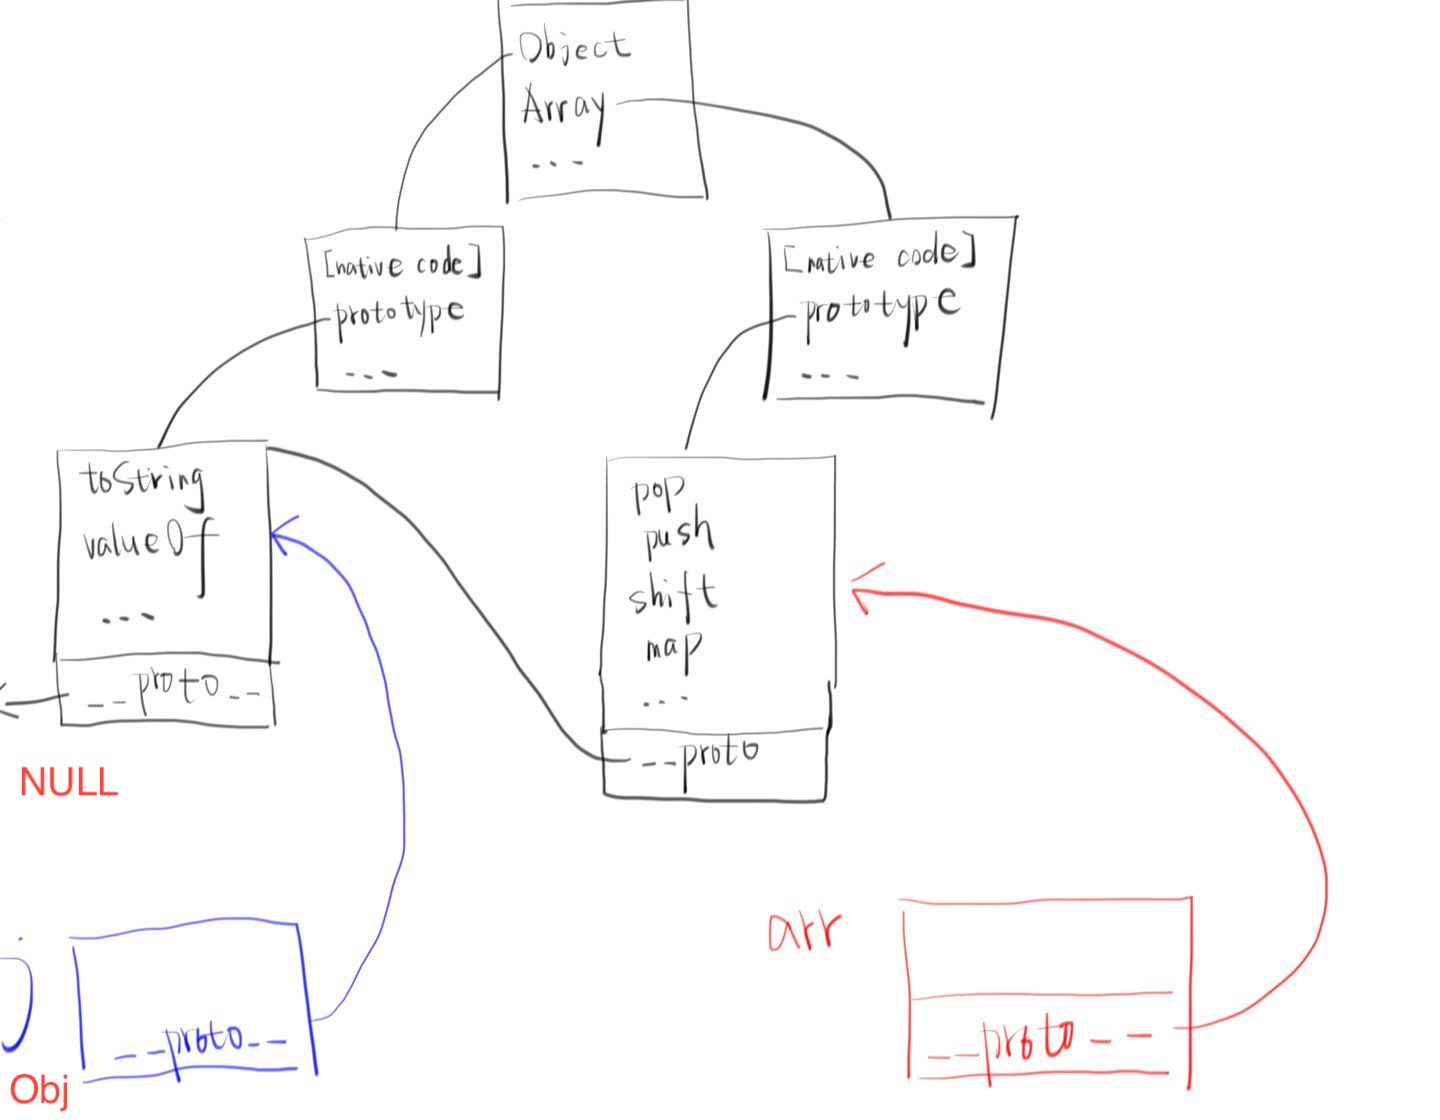 Object
Array
...
[native code]
prototype
---
[native code]
prototype
---
toString
valueOf
...
__proto__
pop
push
shift
map
...
__proto
NULL
j
__proto__
Obj
arr
__proto__